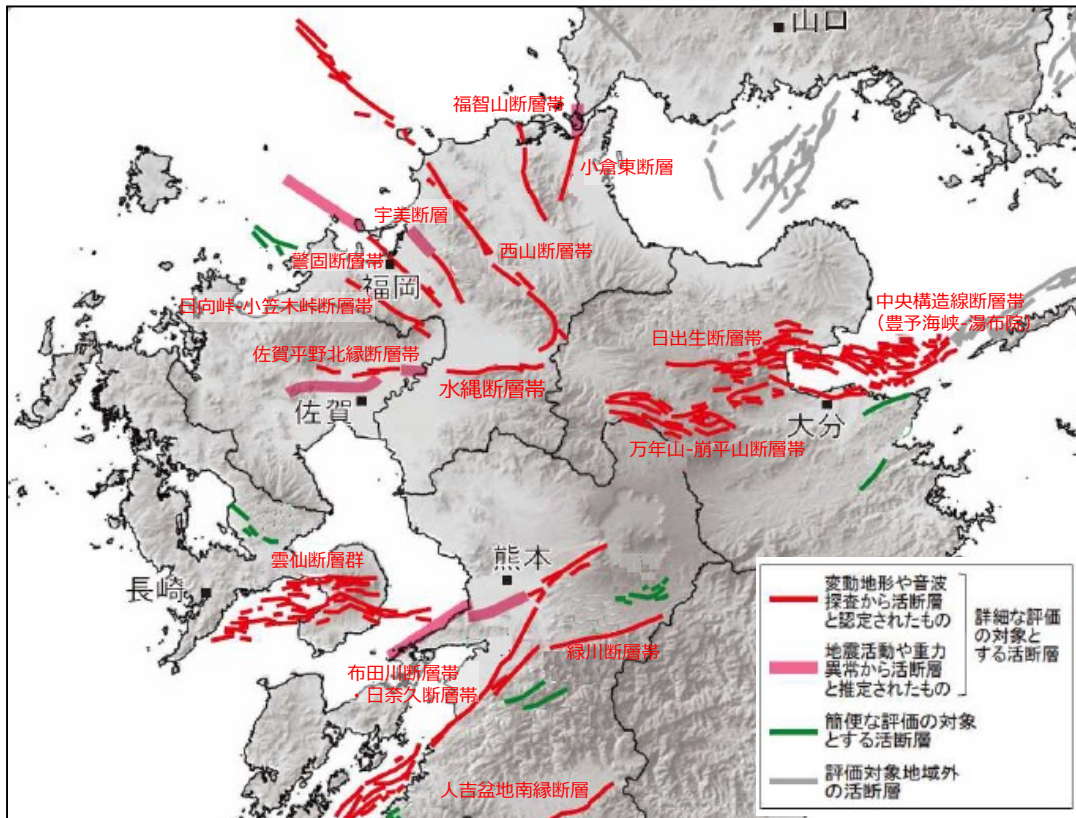 山口
福智山断層帯
小倉東断層
宇美断層
西山断層帯
警固断層帯
福岡
日向峠・小笠木峠断層帯
中央構造線断層帯
(豊予海峡-湯布院)
日出生断層帯
佐賀平野北縁断層帯
水縄断層帯
佐賀
大分
万年山-崩平山断層帯
雲仙断層群
熊本
長崎
緑川断層帯
布田川断層帯
・日奈久断層帯
人吉盆地南縁断層
変動地形や音波
探査から活断層
と認定されたもの
地震活動や重力
異常から活断層
と推定されたもの
詳細な評価
の対象と
する活断層
簡便な評価の対象
とする活断層
評価対象地域外
の活断層